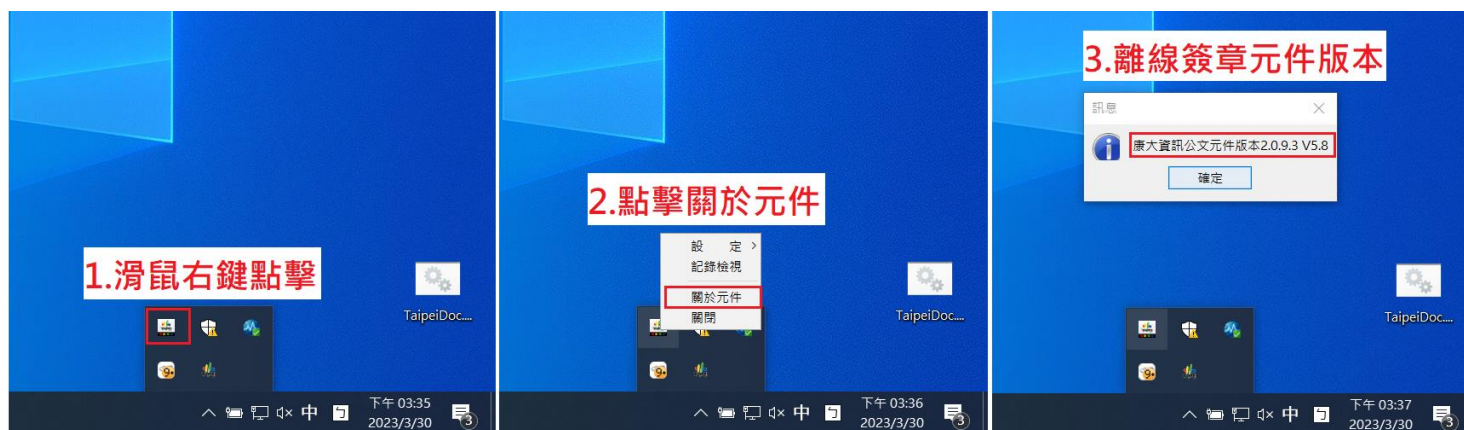 1.滑鼠右鍵點擊
TaipeiDoc....
中
ㄅ
下午 03:35
2023/3/30
3
2.點擊關於元件
設 定 >
記錄檢視
關於元件
關閉
TaipeiDoc....
中
ㄅ
下午 03:36
2023/3/30
3
3.離線簽章元件版本
訊息
康大資訊公文元件版本2.0.9.3 V5.8
確定
TaipeiDoc....
中
ㄅ
下午 03:37
2023/3/30
3